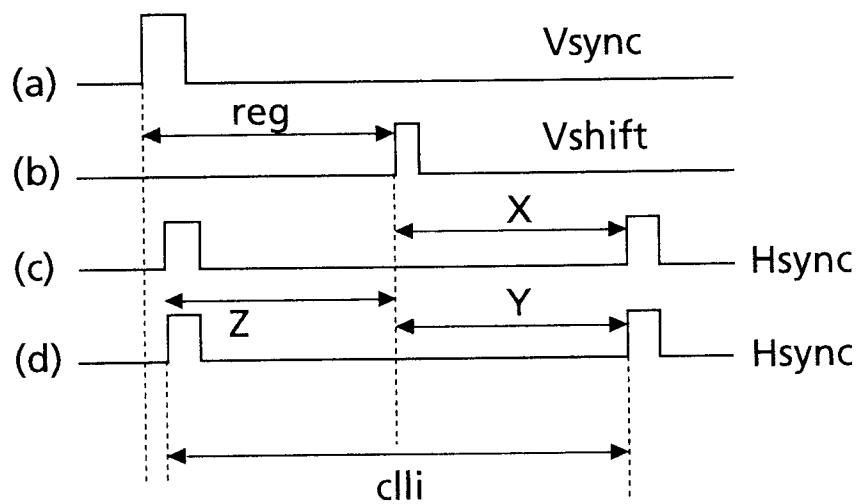 (a) Vsync
reg
(b) Vshift
X
(c) Hsync
Z Y
(d) Hsync
clli